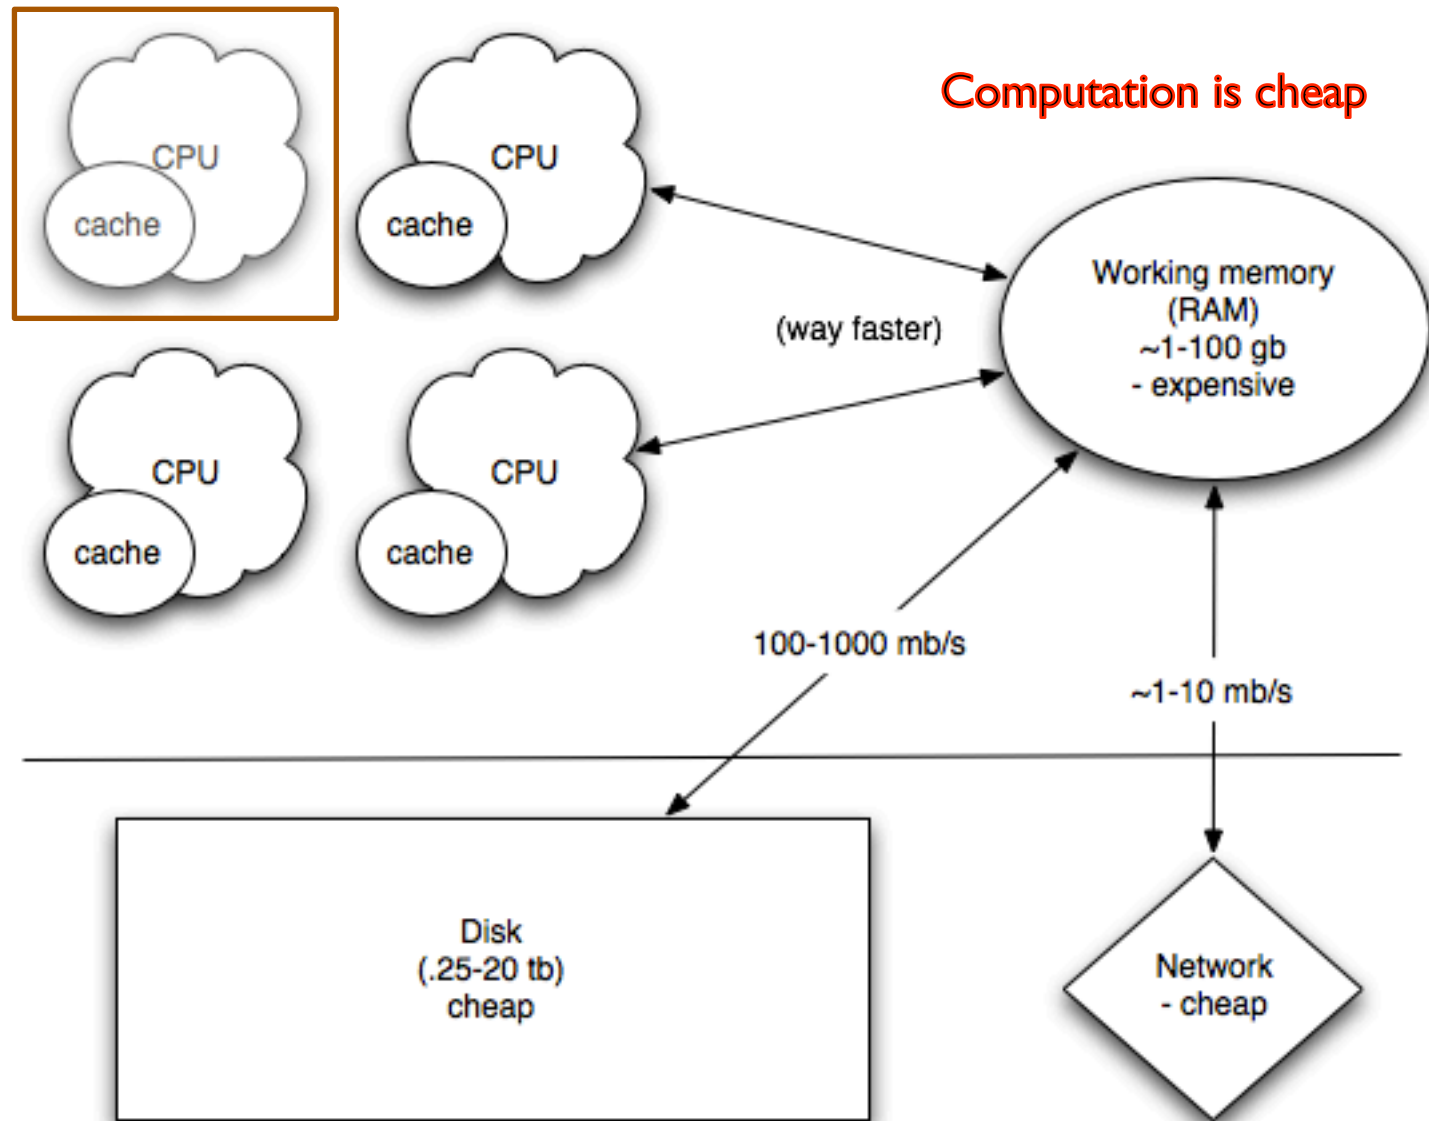 Computation is cheap
CPU
cache
CPU
cache
Working memory
(RAM)
~1-100 gb
- expensive
(way faster)
CPU
cache
CPU
cache
100-1000 mb/s
~1-10 mb/s
Disk
(.25-20 tb)
cheap
Network
- cheap